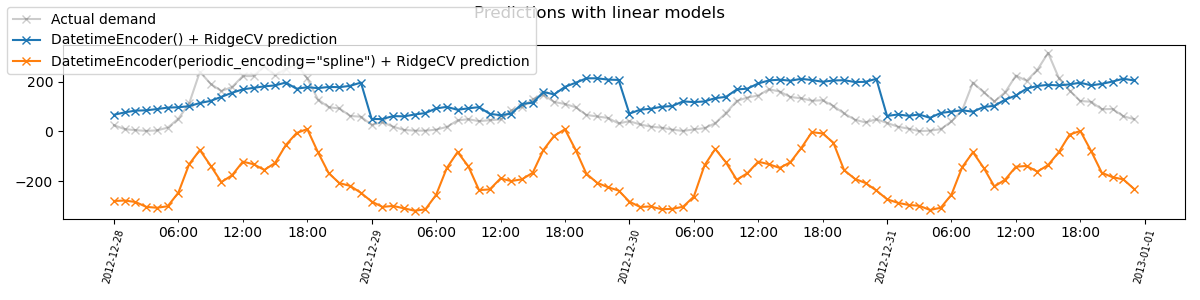 Predictions with linear models
Actual demand
DatetimeEncoder() + RidgeCV prediction
DatetimeEncoder(periodic_encoding="spline") + RidgeCV prediction
200
0
−200
06:00 12:00 18:00 06:00 12:00 18:00 06:00 12:00 18:00 06:00 12:00 18:00
2012-12-28 2012-12-29 2012-12-30 2012-12-31 2013-01-01